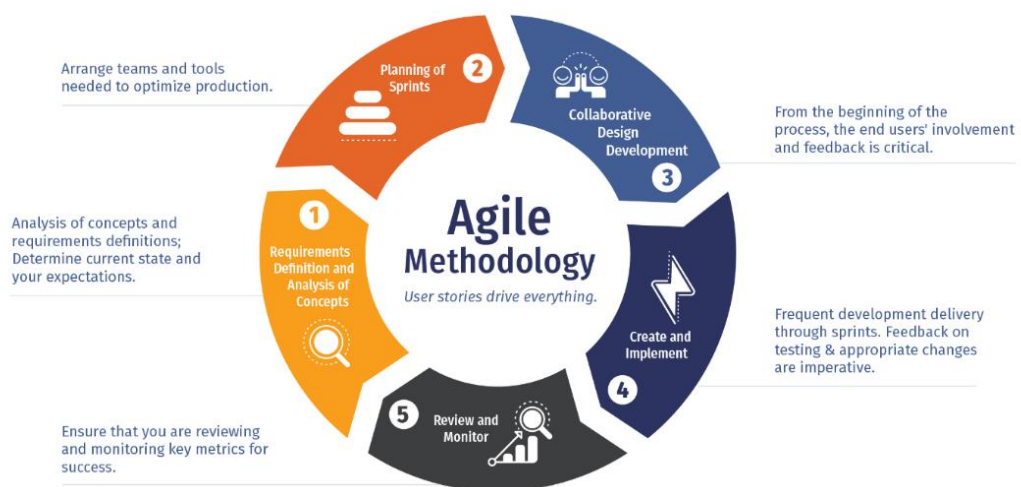 Agile
Methodology
User stories drive everything.
1
Requirements
Definition and
Analysis of
Concepts
Analysis of concepts and
requirements definitions;
Determine current state and
your expectations.
Planning of
Sprints
2
Arrange teams and tools
needed to optimize production.
Collaborative
Design
Development
3
From the beginning of the
process, the end users' involvement
and feedback is critical.
Create and
Implement
4
Frequent development delivery
through sprints. Feedback on
testing & appropriate changes
are imperative.
5
Review and
Monitor
Ensure that you are reviewing
and monitoring key metrics for
success.